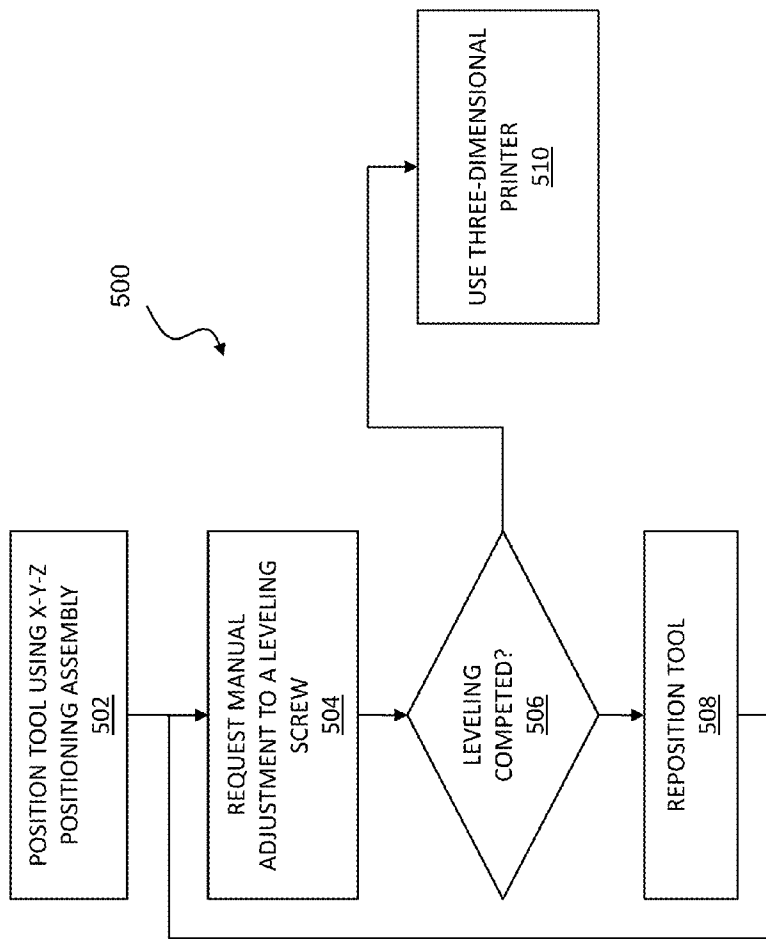 500
POSITION TOOL USING X-Y-Z
POSITIONING ASSEMBLY
502
REQUEST MANUAL
ADJUSTMENT TO A LEVELING
SCREW
504
LEVELING
COMPETED?
506
REPOSITION TOOL
508
USE THREE-DIMENSIONAL
PRINTER
510